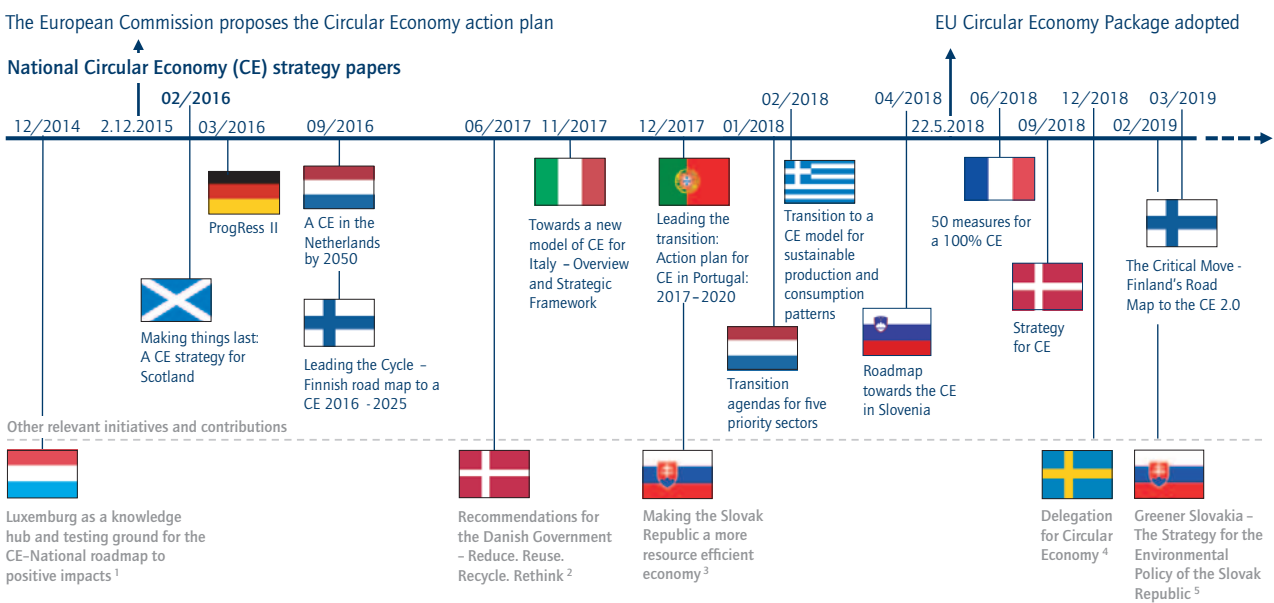 The European Commission proposes the Circular Economy action plan
EU Circular Economy Package adopted
National Circular Economy (CE) strategy papers
02/2016
02/2018
04/2018
06/2018
12/2018
03/2019
12/2014
2.12.2015
03/2016
09/2016
06/2017
11/2017
12/2017
01/2018
22.5.2018
09/2018
02/2019
ProgRess II
A CE in the
Netherlands
by 2050
Towards a new
model of CE for
Italy – Overview
and Strategic
Framework
Leading the
transition:
Action plan for
CE in Portugal:
2017–2020
Transition to a
CE model for
sustainable
production and
consumption
patterns
50 measures for
a 100% CE
The Critical Move -
Finland's Road
Map to the CE 2.0
Making things last:
A CE strategy for
Scotland
Leading the Cycle –
Finnish road map to a
CE 2016 -2025
Transition
agendas for five
priority sectors
Roadmap
towards the CE
in Slovenia
Strategy
for CE
Other relevant initiatives and contributions
Luxemburg as a knowledge
hub and testing ground for the
CE-National roadmap to
positive impacts 1
Recommendations for
the Danish Government
– Reduce. Reuse.
Recycle. Rethink 2
Making the Slovak
Republic a more
resource efficient
economy 3
Delegation
for Circular
Economy 4
Greener Slovakia –
The Strategy for the
Environmental
Policy of the Slovak
Republic 5